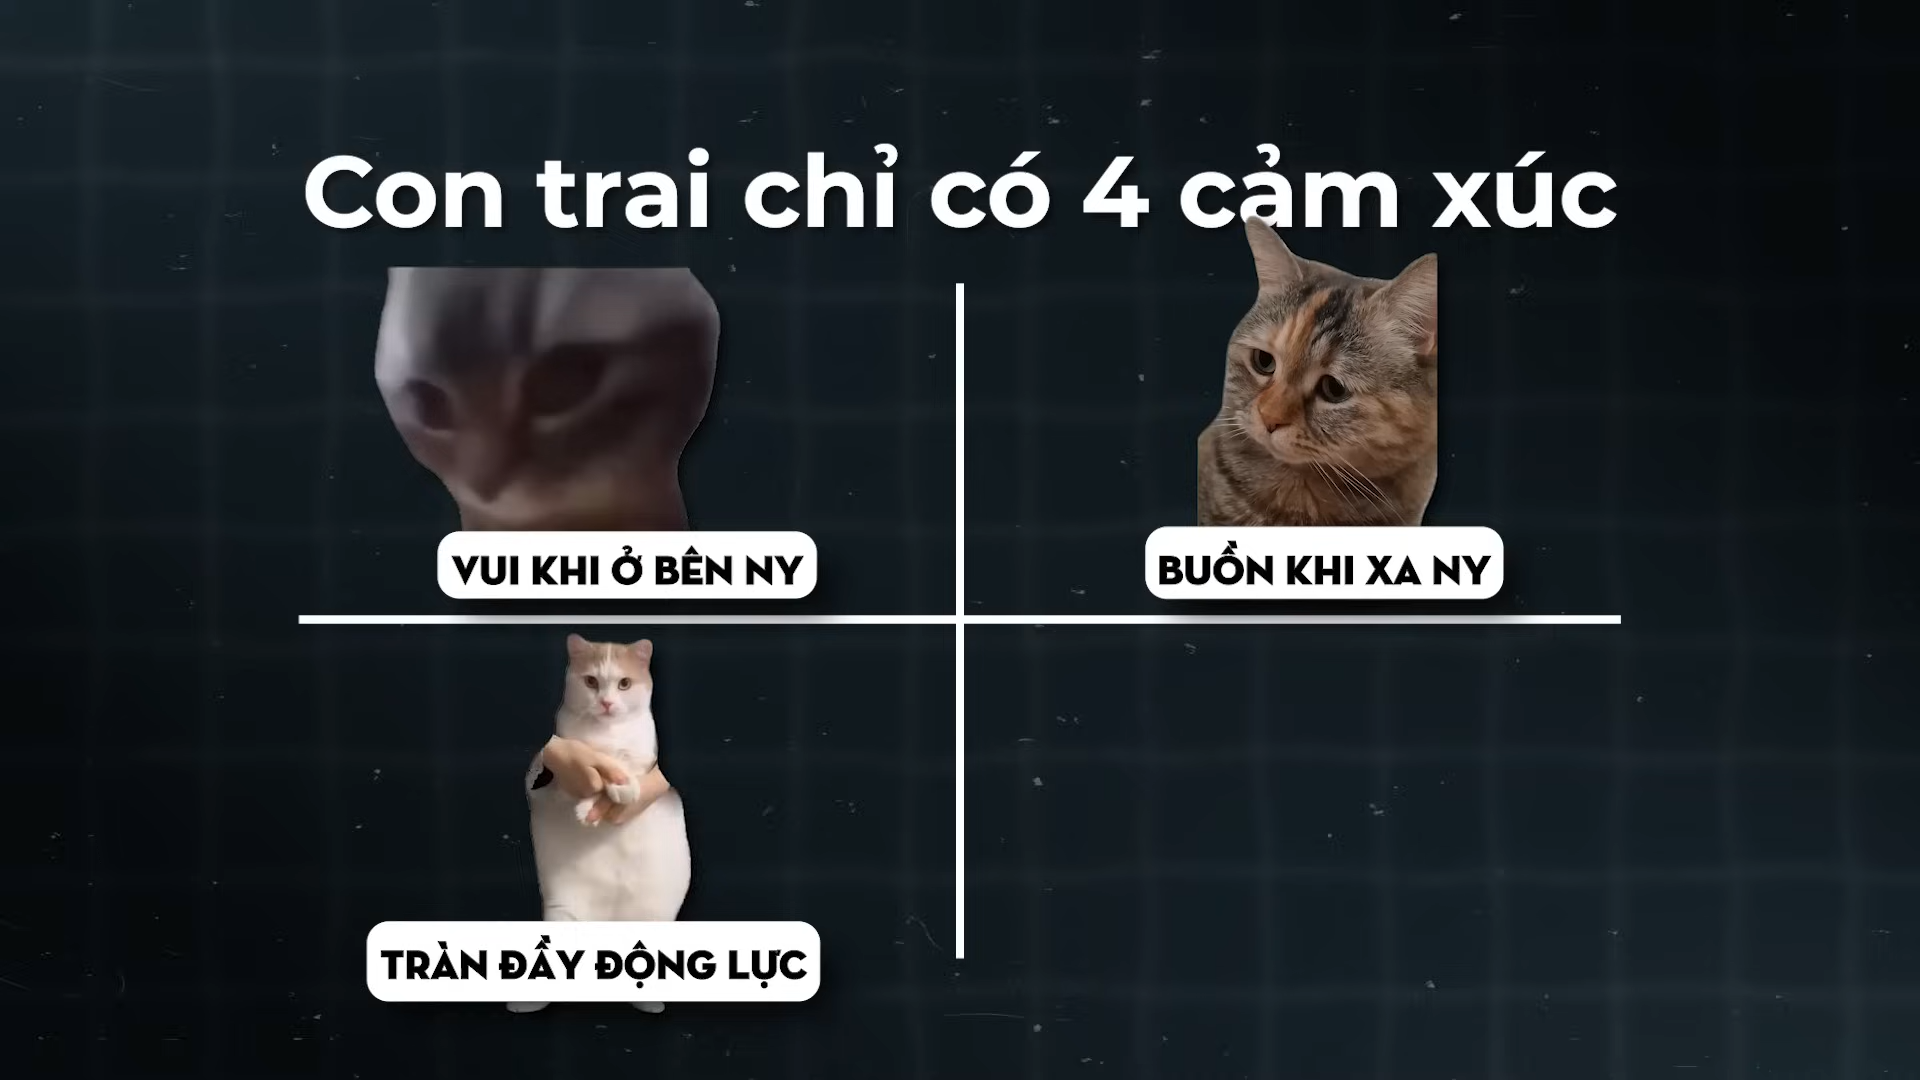 Con trai chỉ có 4 cảm xúc
VUI KHI Ở BÊN NY
BUỒN KHI XA NY
TRÀN ĐẦY ĐỘNG LỰC